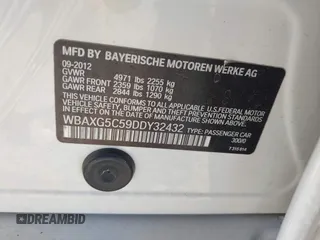 MFD BY BAYERISCHE MOTOREN WERKE AG
09-2012
GVWR 4971 lbs 2255 kg
GAWR FRONT 2359 lbs 1070 kg
GAWR REAR 2844 lbs 1290 kg
THIS VEHICLE CONFORMS TO ALL APPLICABLE U.S. FEDERAL MOTOR
VEHICLE SAFETY, BUMPER AND THEFT PREVENTION STANDARDS
IN EFFECT ON THE DATE OF MANUFACTURE SHOWN ABOVE.
WBAXG5C59DDY32432 TYPE: PASSENGER CAR
300/0
© DREAMBID